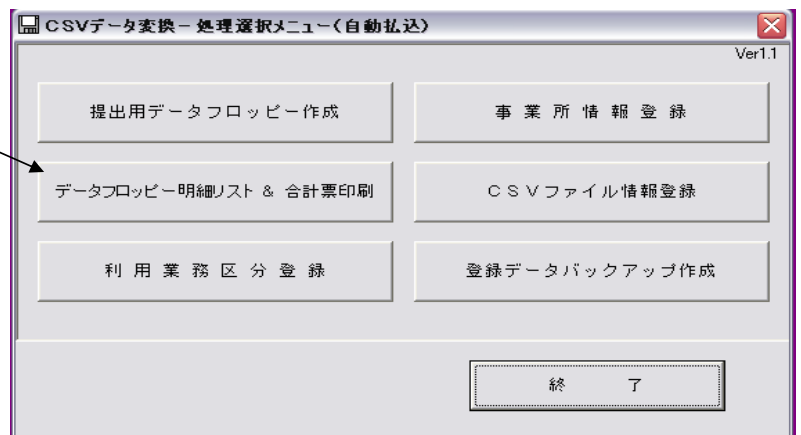 CSVデータ変換－処理選択メニュー(自動払込)
Ver1.1
提出用データフロッピー作成
事業所情報登録
データフロッピー明細リスト & 合計票印刷
CSVファイル情報登録
利用業務区分登録
登録データバックアップ作成
終 了